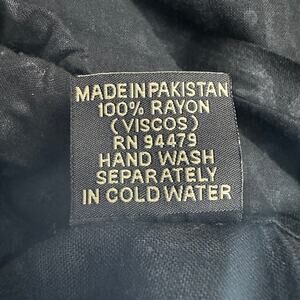 MADE IN PAKISTAN
100% RAYON
(VISCOS)
RN 94479
HAND WASH
SEPARATELY
IN COLD WATER